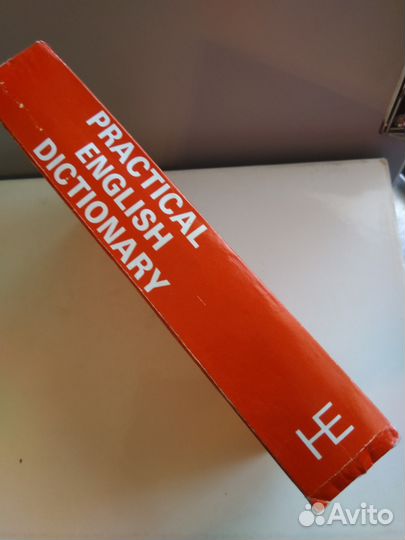 PRACTICAL
ENGLISH
DICTIONARY
HE
Avito